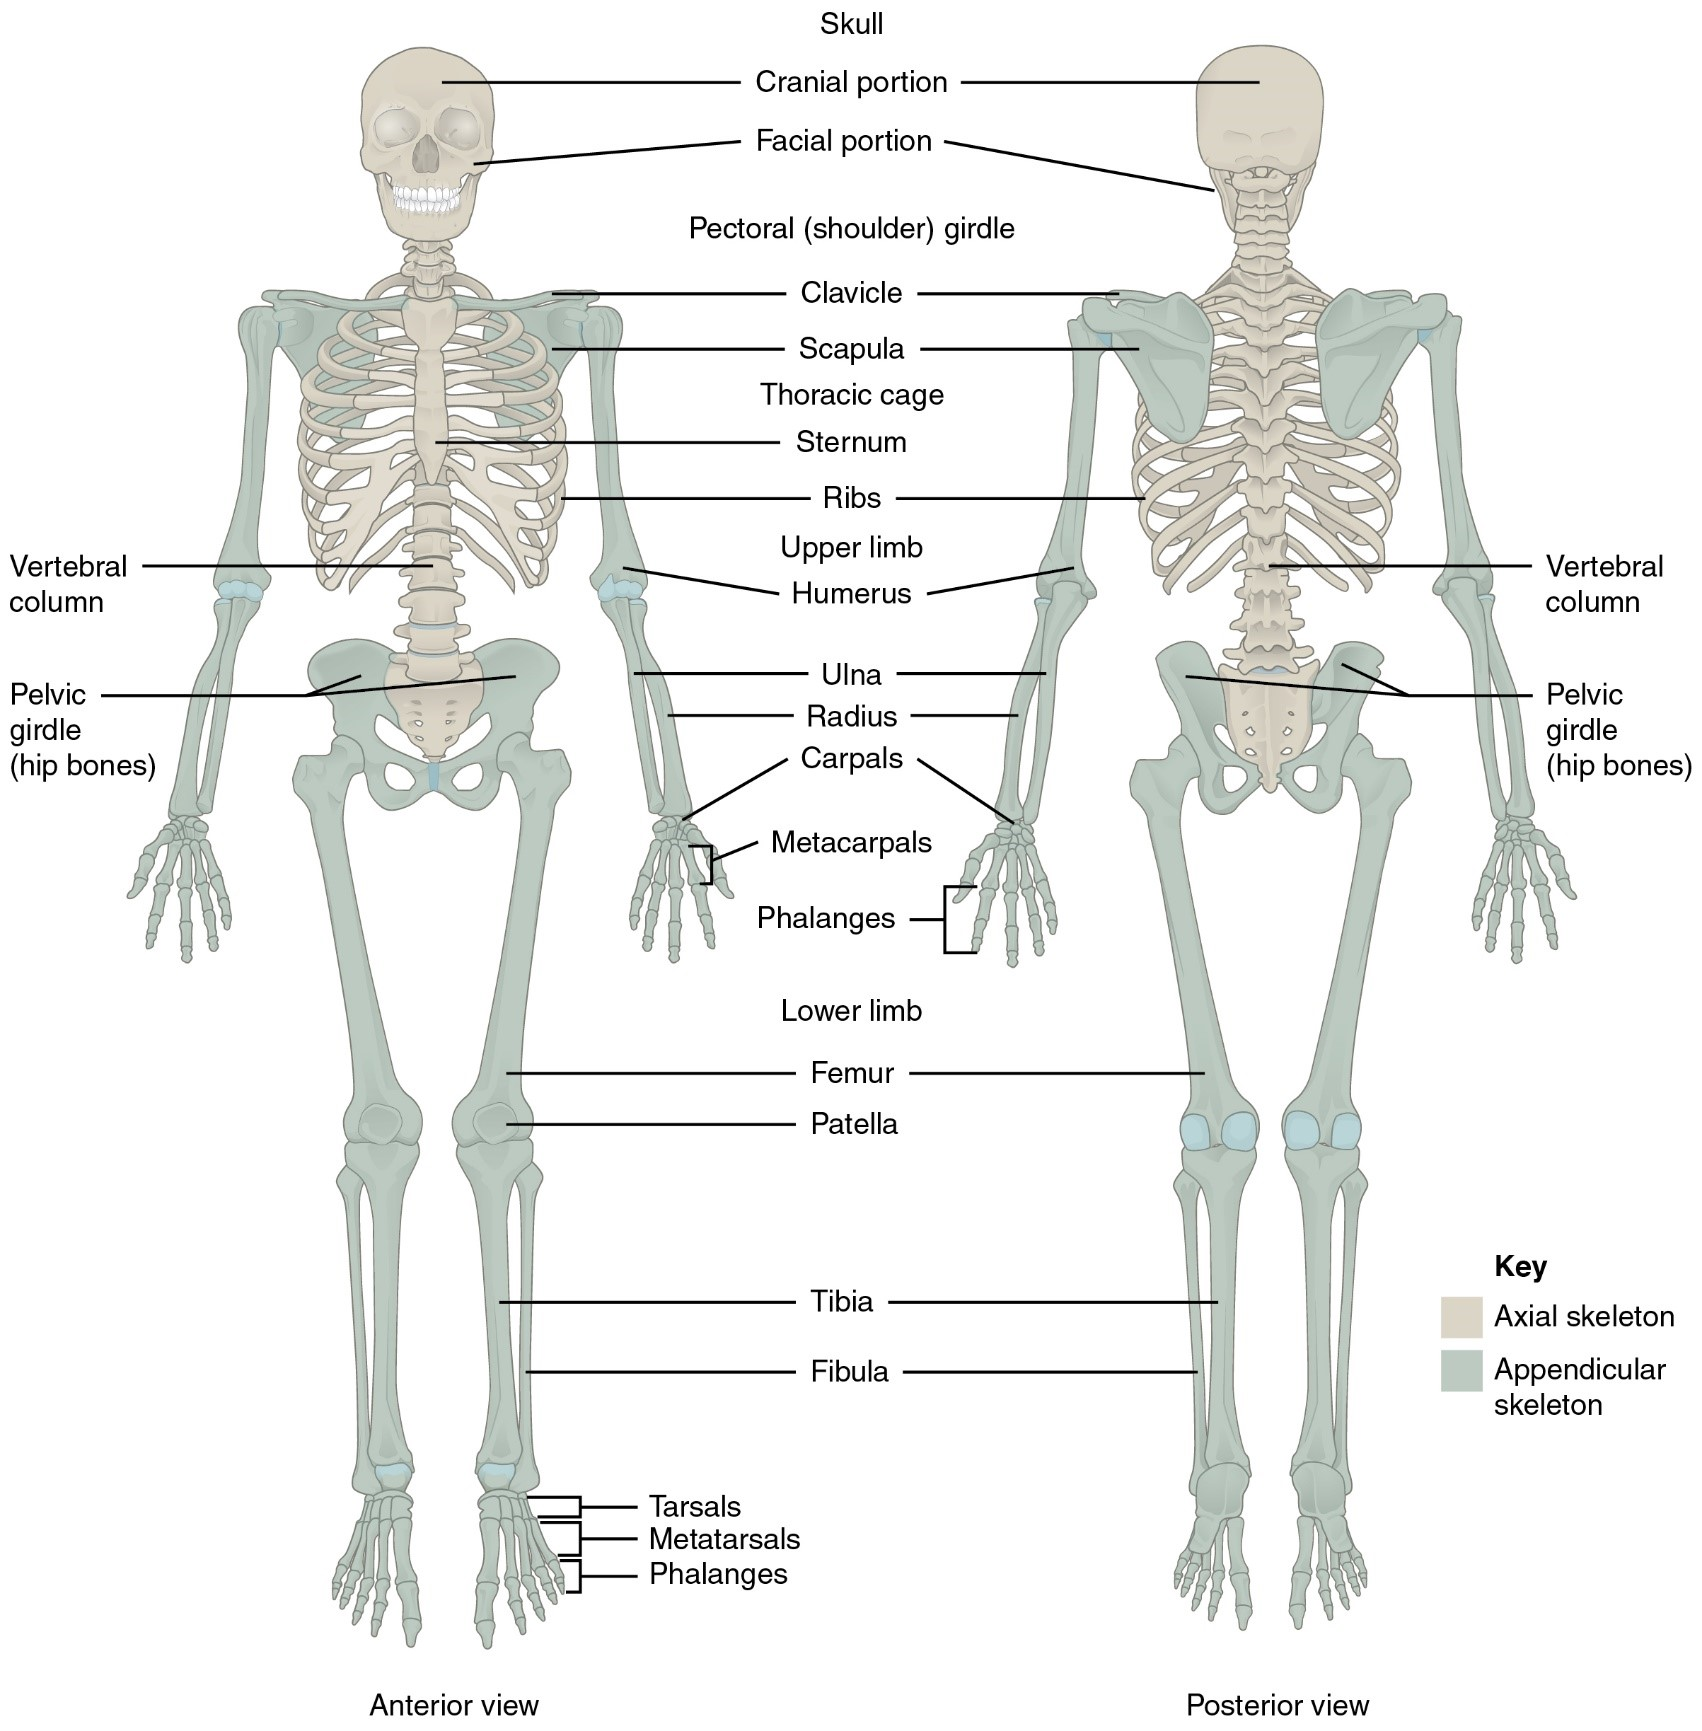 Skull
Cranial portion
Facial portion
Pectoral (shoulder) girdle
Clavicle
Scapula
Thoracic cage
Sternum
Ribs
Upper limb
Vertebral
column
Humerus
Vertebral
column
Ulna
Pelvic
girdle
(hip bones)
Radius
Pelvic
girdle
(hip bones)
Carpals
Metacarpals
Phalanges
Lower limb
Femur
Patella
Key
Tibia
Axial skeleton
Fibula
Appendicular
skeleton
Tarsals
Metatarsals
Phalanges
Anterior view
Posterior view